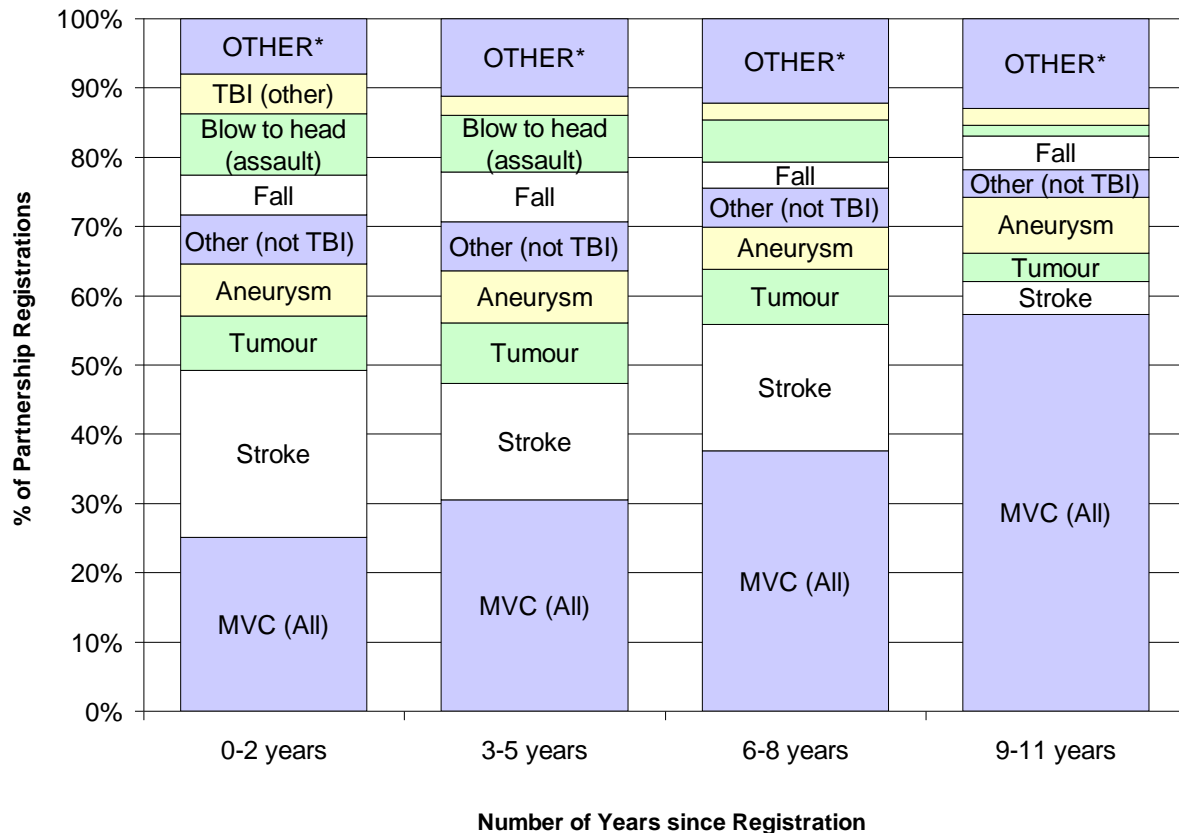 % of Partnership Registrations
100%
90%
80%
70%
60%
50%
40%
30%
20%
10%
0%
OTHER*
TBI (other)
Blow to head
(assault)
Fall
Other (not TBI)
Aneurysm
Tumour
Stroke
MVC (All)
OTHER*
Blow to head
(assault)
Fall
Other (not TBI)
Aneurysm
Tumour
Stroke
MVC (All)
OTHER*
Fall
Other (not TBI)
Aneurysm
Tumour
Stroke
MVC (All)
OTHER*
Fall
Other (not TBI)
Aneurysm
Tumour
Stroke
MVC (All)
0-2 years
3-5 years
6-8 years
9-11 years
Number of Years since Registration